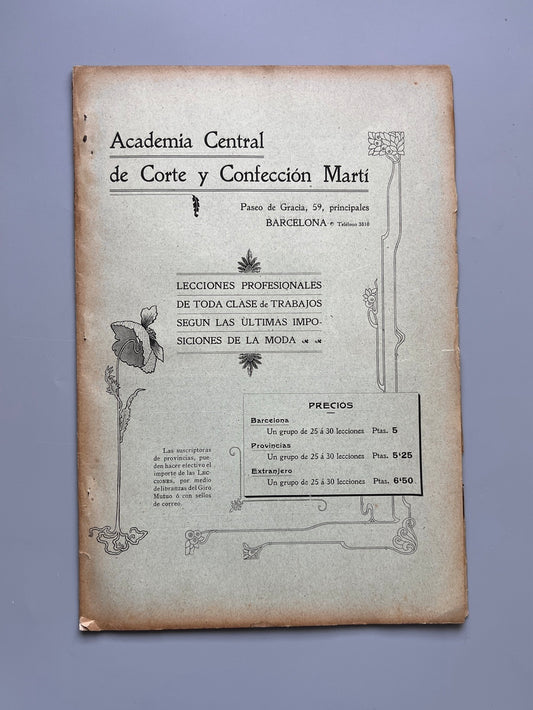 Academia Central
de Corte y Confección Martí
Paseo de Gracia, 59, principales
BARCELONA Teléfono 3810
LECCIONES PROFESIONALES
DE TODA CLASE de TRABAJOS
SEGUN LAS ÚLTIMAS IMPO-
SICIONES DE LA MODA
PRECIOS
Barcelona
Un grupo de 25 á 30 lecciones Ptas. 5
Provincias
Un grupo de 25 á 30 lecciones Ptas. 5'25
Extranjero
Un grupo de 25 á 30 lecciones Ptas. 6'50
Las suscriptoras
de provincias, pue-
den hacer efectivo el
importe de las LEC-
CIONES, por medio
de libranzas del Giro
Mutuo ó con sellos
de correo.